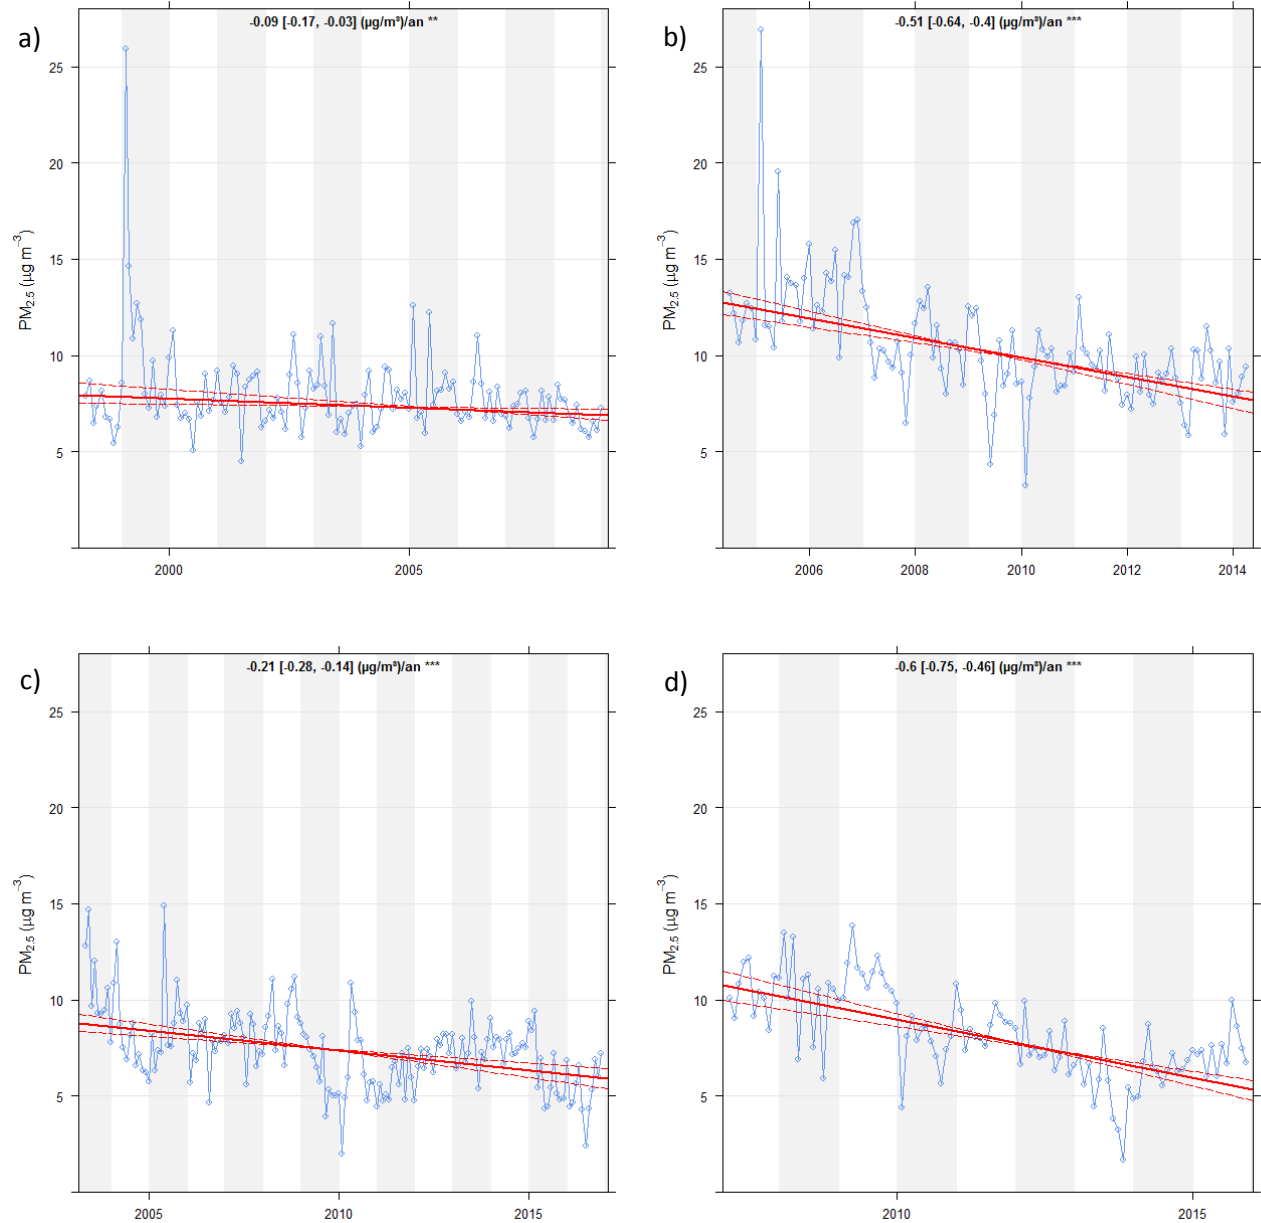 a)
-0.09 [-0.17, -0.03] (µg/m³)/an **
25
20
15
10
5
PM2.5 (µg m−3)
2000 2005
b)
-0.51 [-0.64, -0.4] (µg/m³)/an ***
25
20
15
10
5
PM2.5 (µg m−3)
2006 2008 2010 2012 2014
c)
-0.21 [-0.28, -0.14] (µg/m³)/an ***
25
20
15
10
5
PM2.5 (µg m−3)
2005 2010 2015
d)
-0.6 [-0.75, -0.46] (µg/m³)/an ***
25
20
15
10
5
PM2.5 (µg m−3)
2010 2015